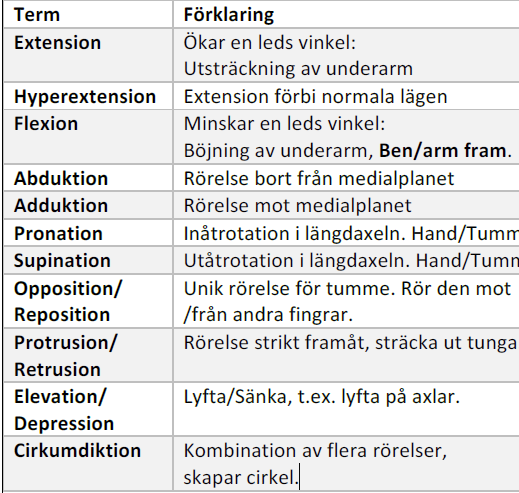 Term Förklaring
Extension Ökar en leds vinkel:
Utsträckning av underarm
Hyperextension Extension förbi normala lägen
Flexion Minskar en leds vinkel:
Böjning av underarm, Ben/arm fram.
Abduktion Rörelse bort från medialplanet
Adduktion Rörelse mot medialplanet
Pronation Inåtrotation i längdaxeln. Hand/Tumm
Supination Utåtrotation i längdaxeln. Hand/Tumm
Opposition/ Unik rörelse för tumme. Rör den mot
Reposition /från andra fingrar.
Protrusion/ Rörelse strikt framåt, sträcka ut tunga
Retrusion
Elevation/ Lyfta/Sänka, t.ex. lyfta på axlar.
Depression
Cirkumdiktion Kombination av flera rörelser,
skapar cirkel.